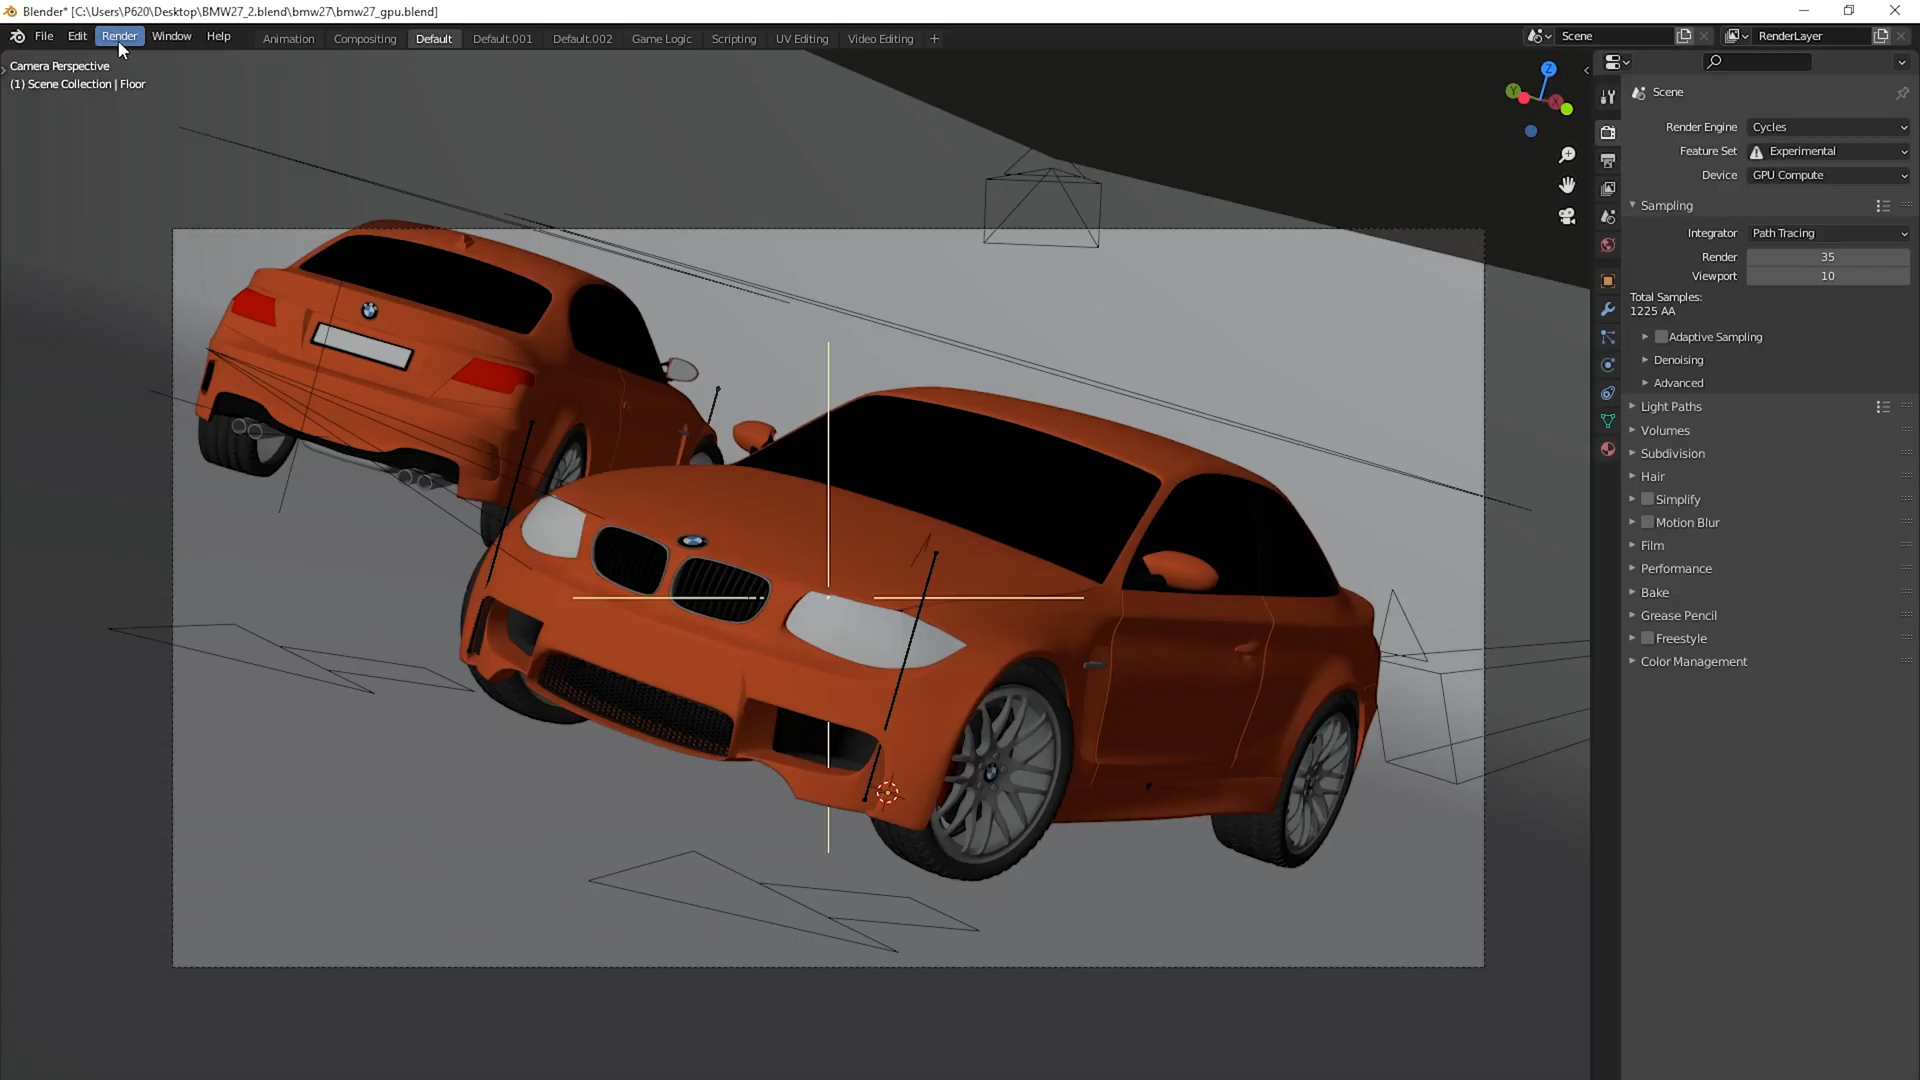 Blender* [C:\Users\P620\Desktop\BMW27_2.blend\bmw27\bmw27_gpu.blend]
File Edit Render Window Help Animation Compositing Default Default.001 Default.002 Game Logic Scripting UV Editing Video Editing + Scene RenderLayer
Camera Perspective
(1) Scene Collection | Floor
Z
Y
X
Scene
Render Engine Cycles
Feature Set Experimental
Device GPU Compute
Sampling
Integrator Path Tracing
Render 35
Viewport 10
Total Samples:
1225 AA
Adaptive Sampling
Denoising
Advanced
Light Paths
Volumes
Subdivision
Hair
Simplify
Motion Blur
Film
Performance
Bake
Grease Pencil
Freestyle
Color Management